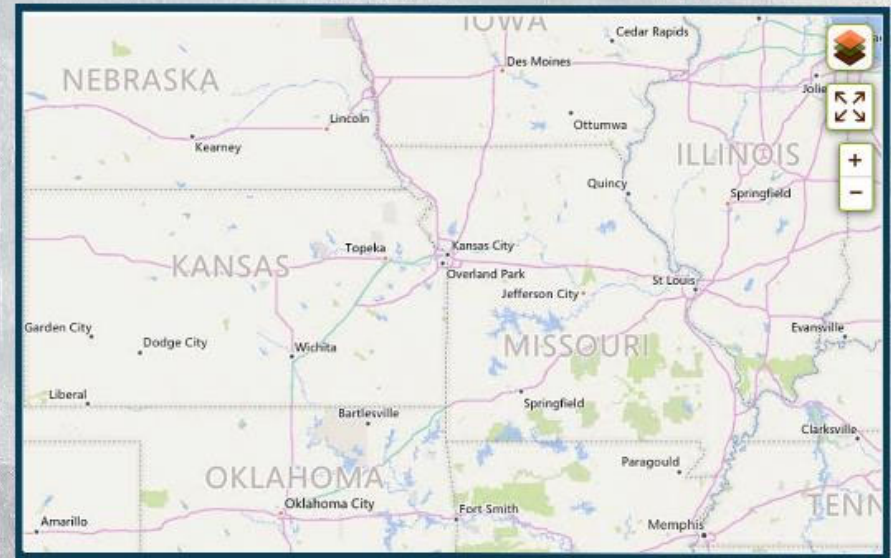 IOWA
Cedar Rapids
Des Moines
NEBRASKA
Jolie
Lincoln
Ottumwa
Kearney
ILLINOIS
Quincy
Springfield
Topeka
Kansas City
KANSAS
Overland Park
St Louis
Jefferson City
Garden City
Evansville
Dodge City
Wichita
MISSOURI
Liberal
Springfield
Bartlesville
Clarksville
Paragould
OKLAHOMA
Oklahoma City
Fort Smith
TENN
Amarillo
Memphis
+
−